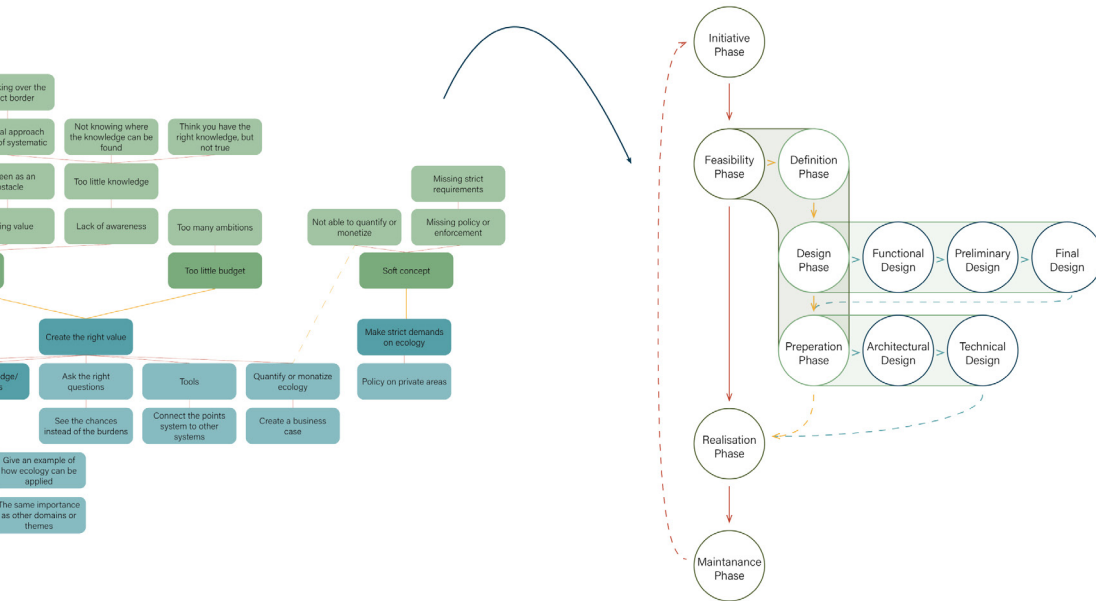 king over the
ct border
al approach
of systematic
Not knowing where
the knowledge can be
found
Think you have the
right knowledge, but
not true
een as an
stacle
Too little knowledge
Missing strict
requirements
ing value
Lack of awareness
Too many ambitions
Not able to quantify or
monetize
Missing policy or
enforcement
Too little budget
Soft concept
Create the right value
Make strict demands
on ecology
dge/
s
Ask the right
questions
Tools
Quantify or monetize
ecology
Policy on private areas
See the chances
instead of the burdens
Connect the points
system to other
systems
Create a business
case
Give an example of
how ecology can be
applied
The same importance
as other domains or
themes
Initiative
Phase
Feasibility
Phase
Definition
Phase
Design
Phase
Functional
Design
Preliminary
Design
Final
Design
Preperation
Phase
Architectural
Design
Technical
Design
Realisation
Phase
Maintanance
Phase